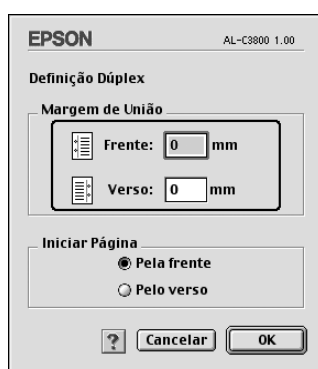 EPSON AL-C3800 1.00
Definição Dúplex
Margem de União
Frente: 0 mm
Verso: 0 mm
Iniciar Página
Pela frente
Pelo verso
? Cancelar OK